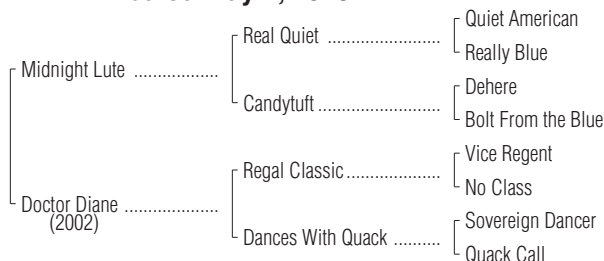 Real Quiet ........................
Quiet American
Really Blue
Midnight Lute ..................
Candytuft ...........................
Dehere
Bolt From the Blue
Regal Classic .....................
Vice Regent
No Class
Doctor Diane ....................
(2002)
Dances With Quack ..........
Sovereign Dancer
Quack Call